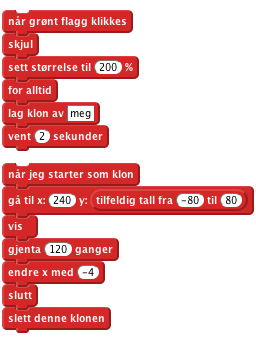 når grønt flagg klikkes
skjul
sett størrelse til 200 %
for alltid
lag klon av meg
vent 2 sekunder
når jeg starter som klon
gå til x: 240 y: tilfeldig tall fra -80 til 80
vis
gjenta 120 ganger
endre x med -4
slutt
slett denne klonen